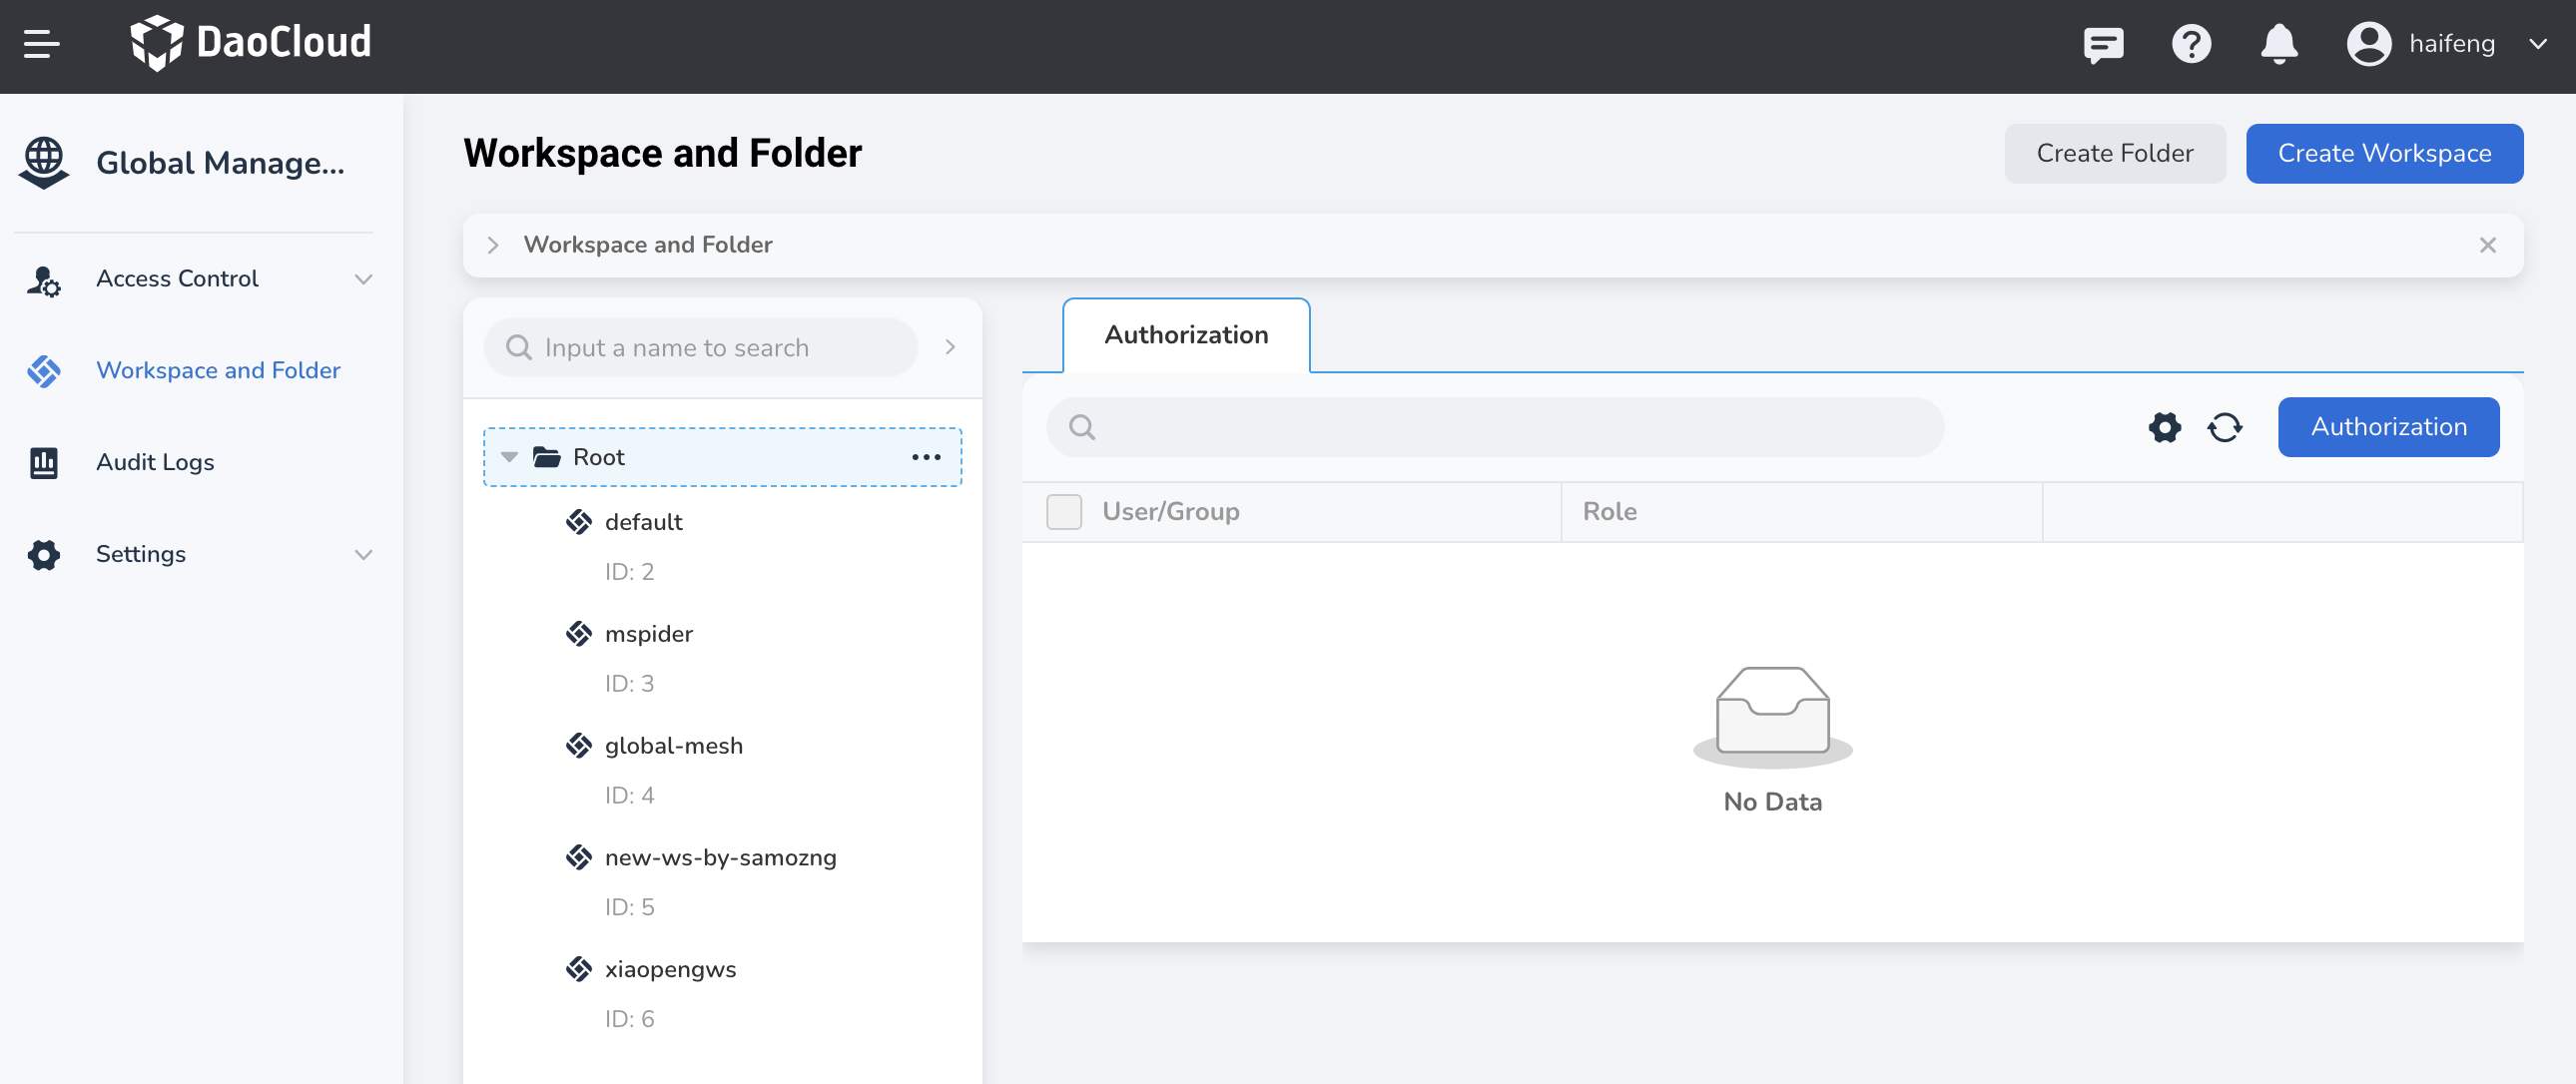 DaoCloud
haifeng
Global Manage...
Access Control
Workspace and Folder
Audit Logs
Settings
Workspace and Folder
Create Folder
Create Workspace
Workspace and Folder
Input a name to search
Root
default
ID: 2
mspider
ID: 3
global-mesh
ID: 4
new-ws-by-samozng
ID: 5
xiaopengws
ID: 6
Authorization
Authorization
User/Group
Role
No Data